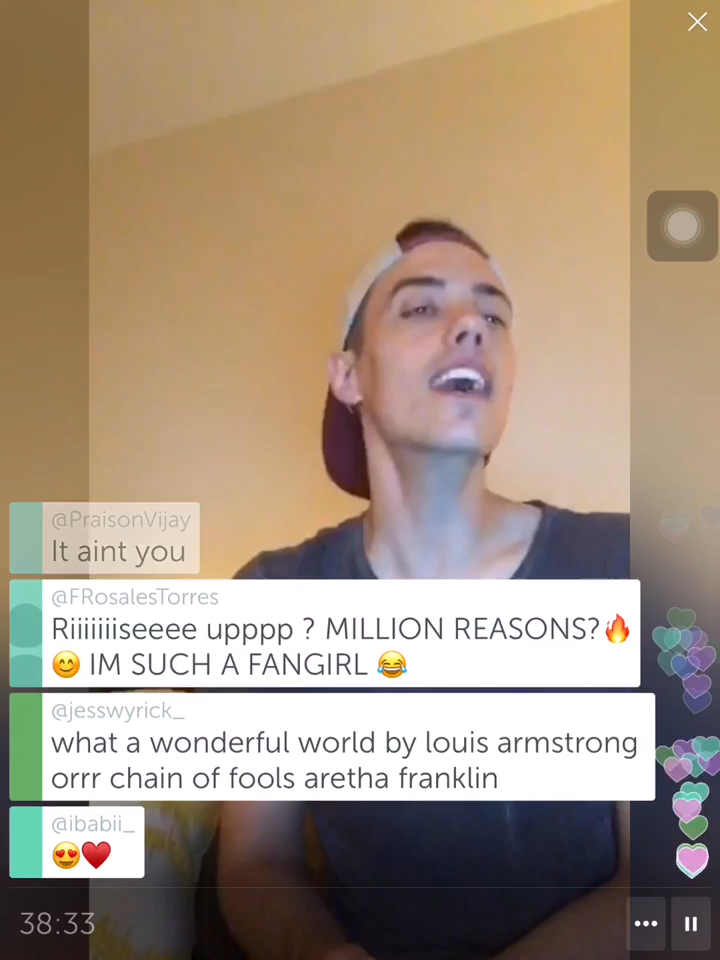 @PraisonVijay
It aint you
@FRosalesTorres
Riiiiiiiseeee upppp ? MILLION REASONS?🔥
😊 IM SUCH A FANGIRL 😂
@jesswyrick_
what a wonderful world by louis armstrong
orrr chain of fools aretha franklin
@ibabii_
😍♥️
38:33